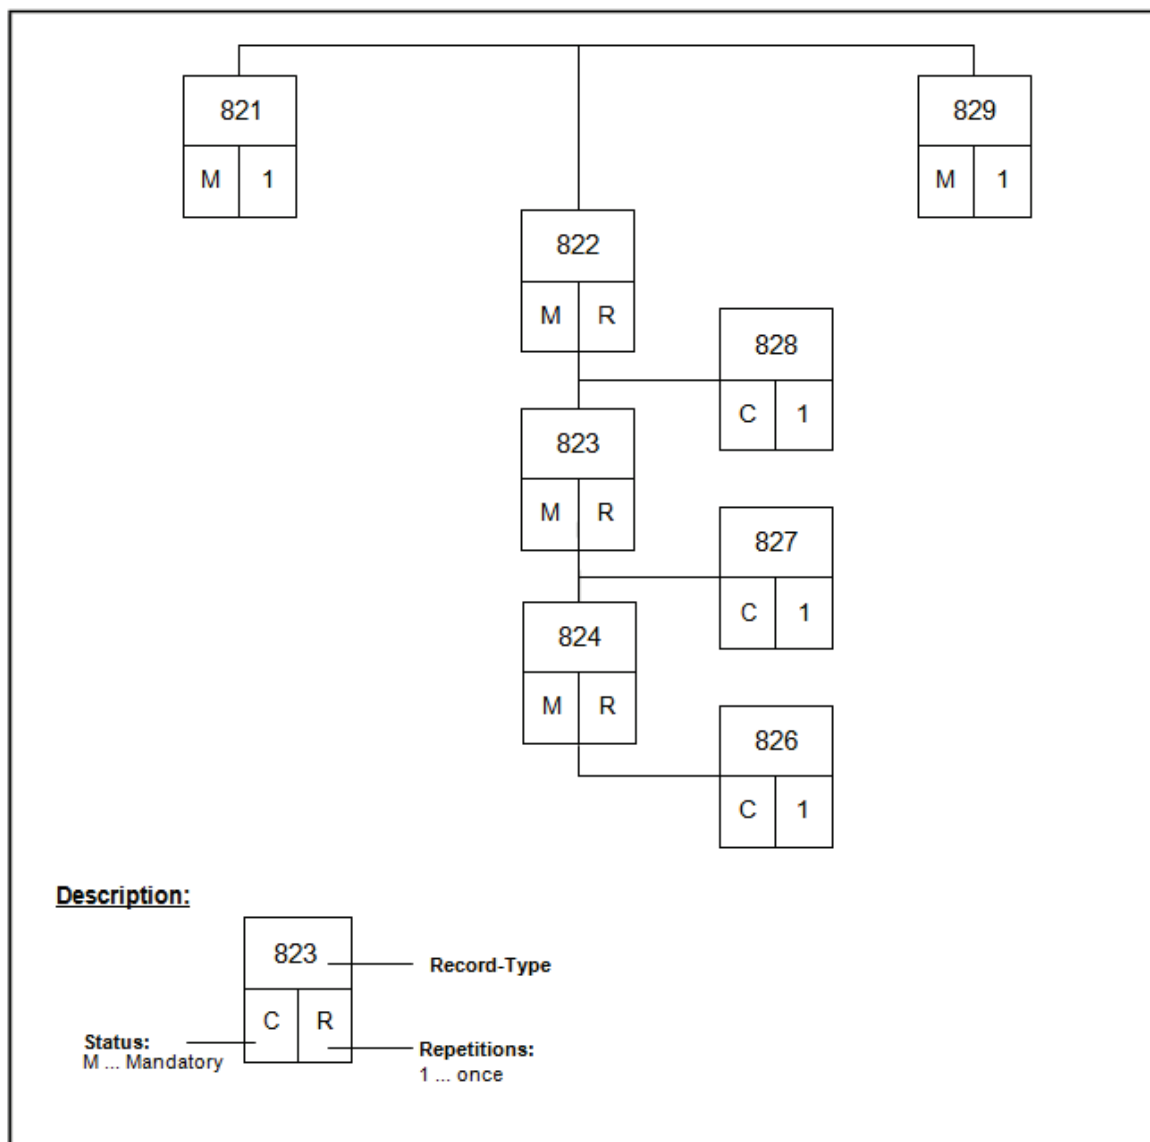 821
829
M 1
M 1
822
M R
828
C 1
823
M R
827
C 1
824
M R
826
C 1
Description:
823
Record-Type
C R
Status:
M ... Mandatory
Repetitions:
1 ... once